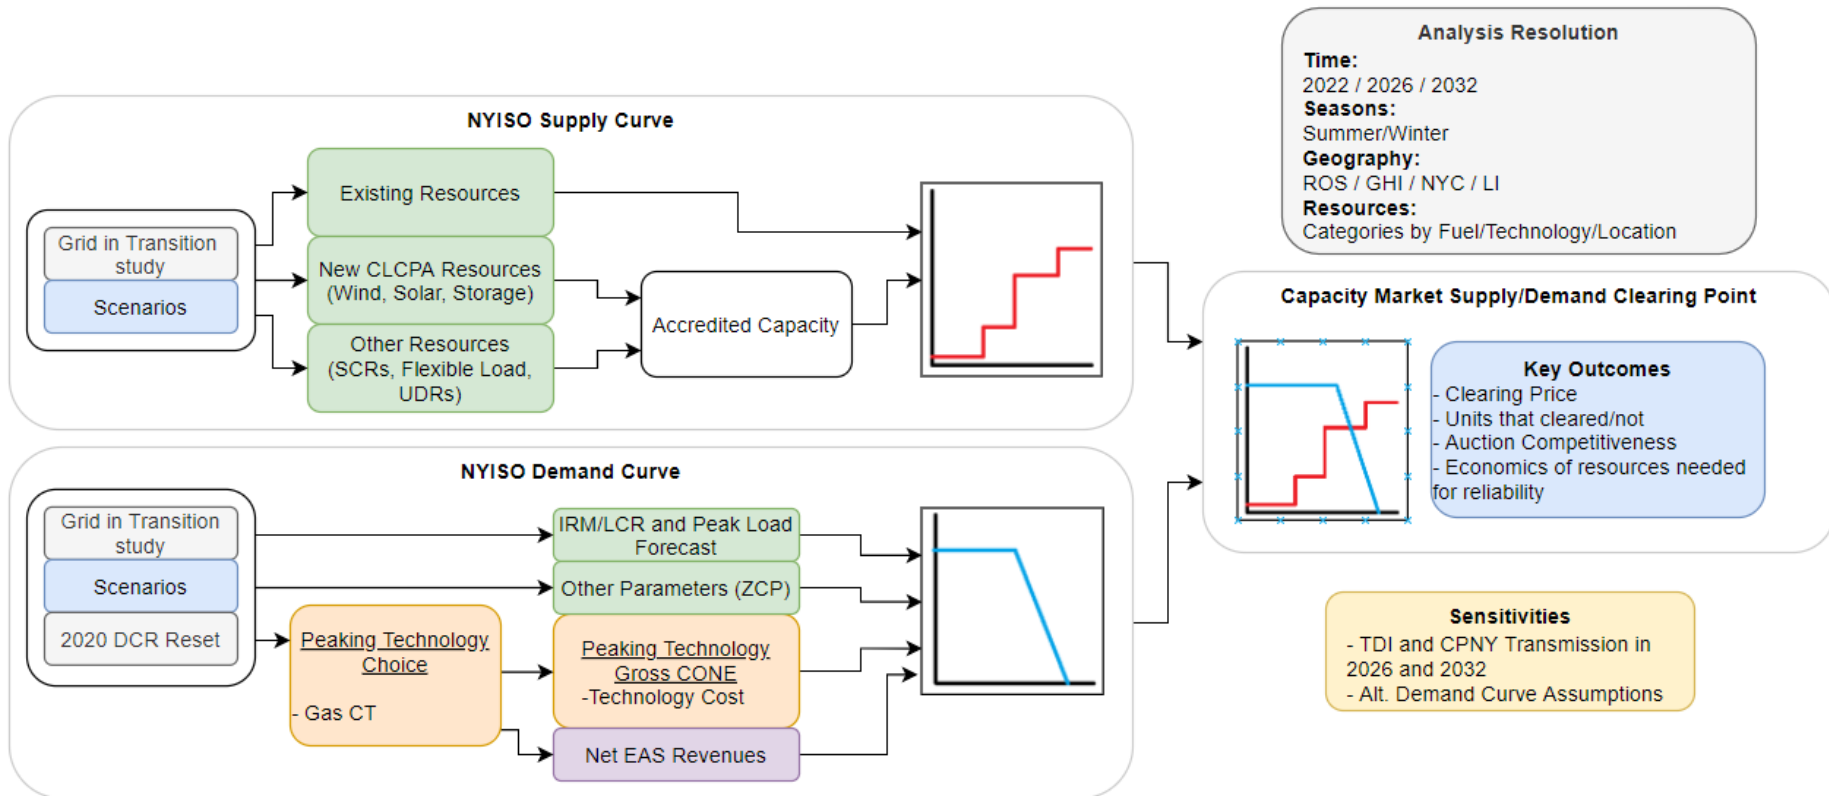 Analysis Resolution
Time:
2022 / 2026 / 2032
Seasons:
Summer/Winter
Geography:
ROS / GHI / NYC / LI
Resources:
Categories by Fuel/Technology/Location
NYISO Supply Curve
Grid in Transition
study
Scenarios
Existing Resources
New CLCPA Resources
(Wind, Solar, Storage)
Other Resources
(SCRs, Flexible Load,
UDRs)
Accredited Capacity
Capacity Market Supply/Demand Clearing Point
Key Outcomes
- Clearing Price
- Units that cleared/not
- Auction Competitiveness
- Economics of resources needed
for reliability
NYISO Demand Curve
Grid in Transition
study
Scenarios
2020 DCR Reset
Peaking Technology
Choice
- Gas CT
IRM/LCR and Peak Load
Forecast
Other Parameters (ZCP)
Peaking Technology
Gross CONE
-Technology Cost
Net EAS Revenues
Sensitivities
- TDI and CPNY Transmission in
2026 and 2032
- Alt. Demand Curve Assumptions